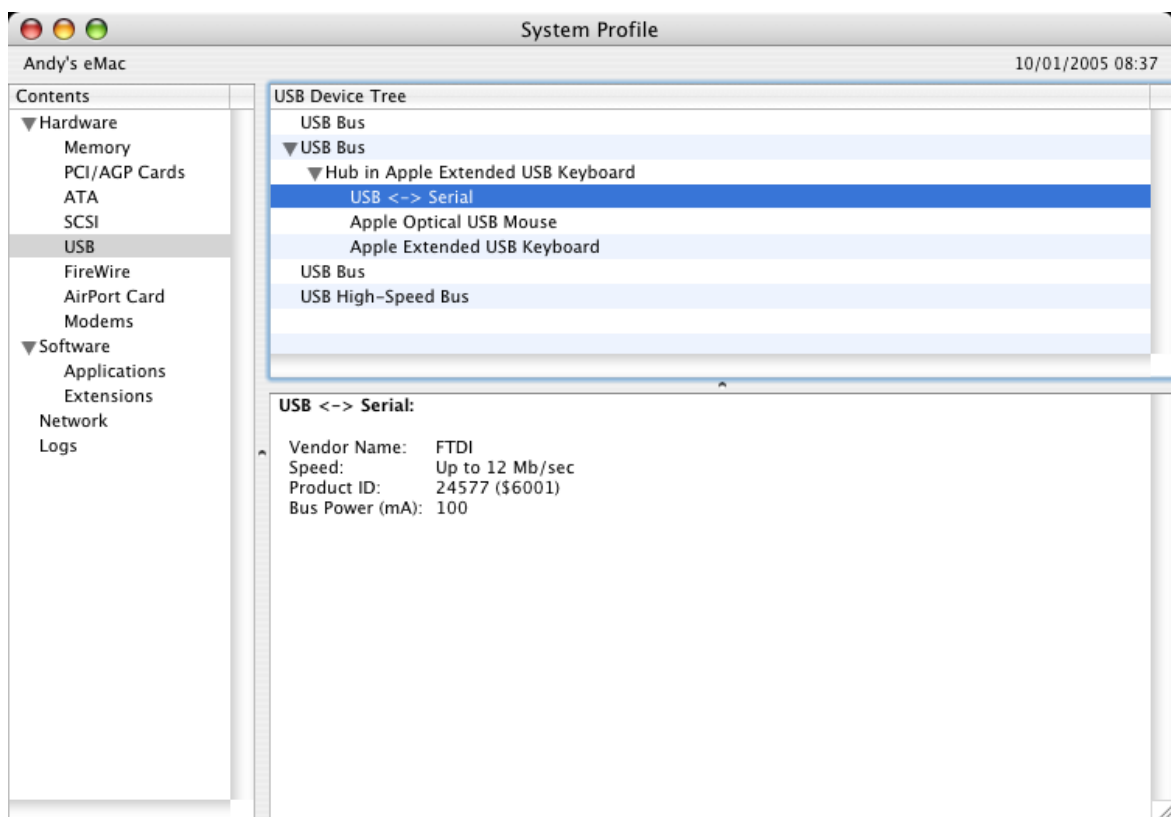 System Profile
Andy's eMac
10/01/2005 08:37
Contents
Hardware
Memory
PCI/AGP Cards
ATA
SCSI
USB
FireWire
AirPort Card
Modems
Software
Applications
Extensions
Network
Logs
USB Device Tree
USB Bus
USB Bus
Hub in Apple Extended USB Keyboard
USB <-> Serial
Apple Optical USB Mouse
Apple Extended USB Keyboard
USB Bus
USB High-Speed Bus
USB <-> Serial:
Vendor Name: FTDI
Speed: Up to 12 Mb/sec
Product ID: 24577 ($6001)
Bus Power (mA): 100